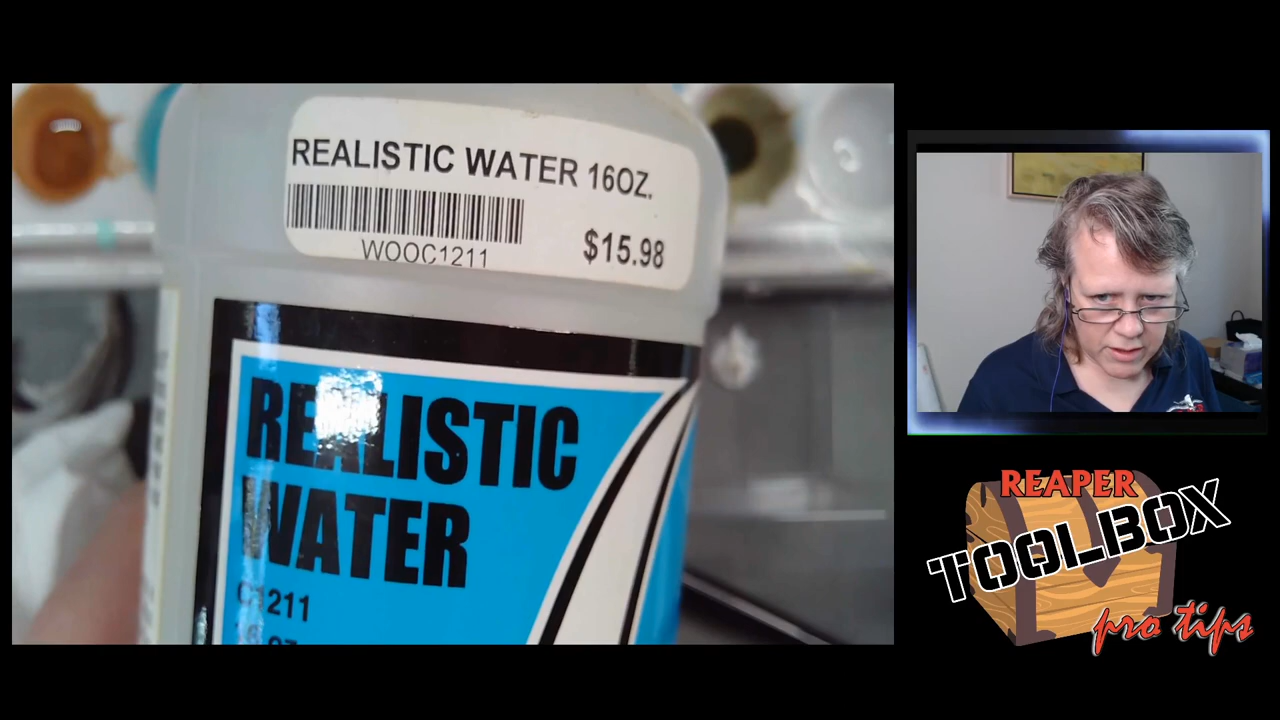 REALISTIC WATER 16OZ.
WOOC1211
$15.98
REALISTIC
WATER
C1211
REAPER
TOOLBOX
pro tips